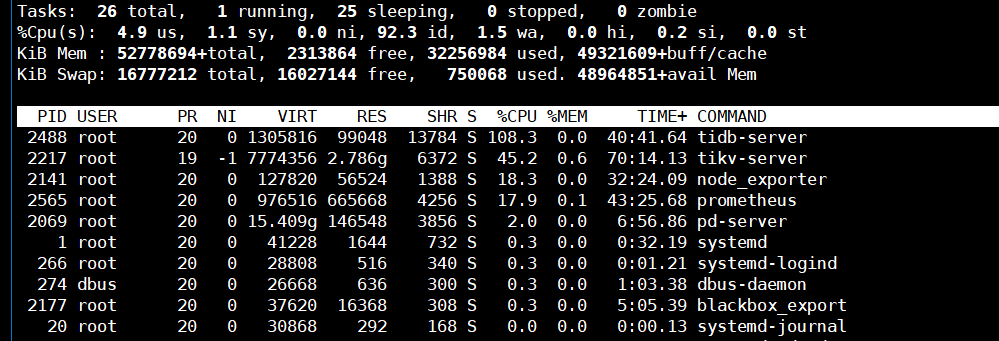 Tasks:  26 total,   1 running,  25 sleeping,   0 stopped,   0 zombie
%Cpu(s):  4.9 us,  1.1 sy,  0.0 ni, 92.3 id,  1.5 wa,  0.0 hi,  0.2 si,  0.0 st
KiB Mem : 52778694+total,  2313864 free, 32256984 used, 49321609+buff/cache
KiB Swap: 16777212 total, 16027144 free,   750068 used. 48964851+avail Mem
PID USER      PR  NI    VIRT    RES    SHR S  %CPU %MEM     TIME+ COMMAND
2488 root      20   0 1305816  99048  13784 S 108.3  0.0  40:41.64 tidb-server
2217 root      19  -1 7774356 2.786g   6372 S  45.2  0.6  70:14.13 tikv-server
2141 root      20   0  127820  56524   1388 S  18.3  0.0  32:24.09 node_exporter
2565 root      20   0  976516 665668   4256 S  17.9  0.1  43:25.68 prometheus
2069 root      20   0 15.409g 146548   3856 S   2.0  0.0   6:56.86 pd-server
1 root      20   0   41228   1644    732 S   0.3  0.0   0:32.19 systemd
266 root      20   0   28808    516    340 S   0.3  0.0   0:01.21 systemd-logind
274 dbus      20   0   26668    636    300 S   0.3  0.0   1:03.38 dbus-daemon
2177 root      20   0   37620  16368    308 S   0.3  0.0   5:05.39 blackbox_export
20 root      20   0   30868    292    168 S   0.0  0.0   0:00.13 systemd-journal